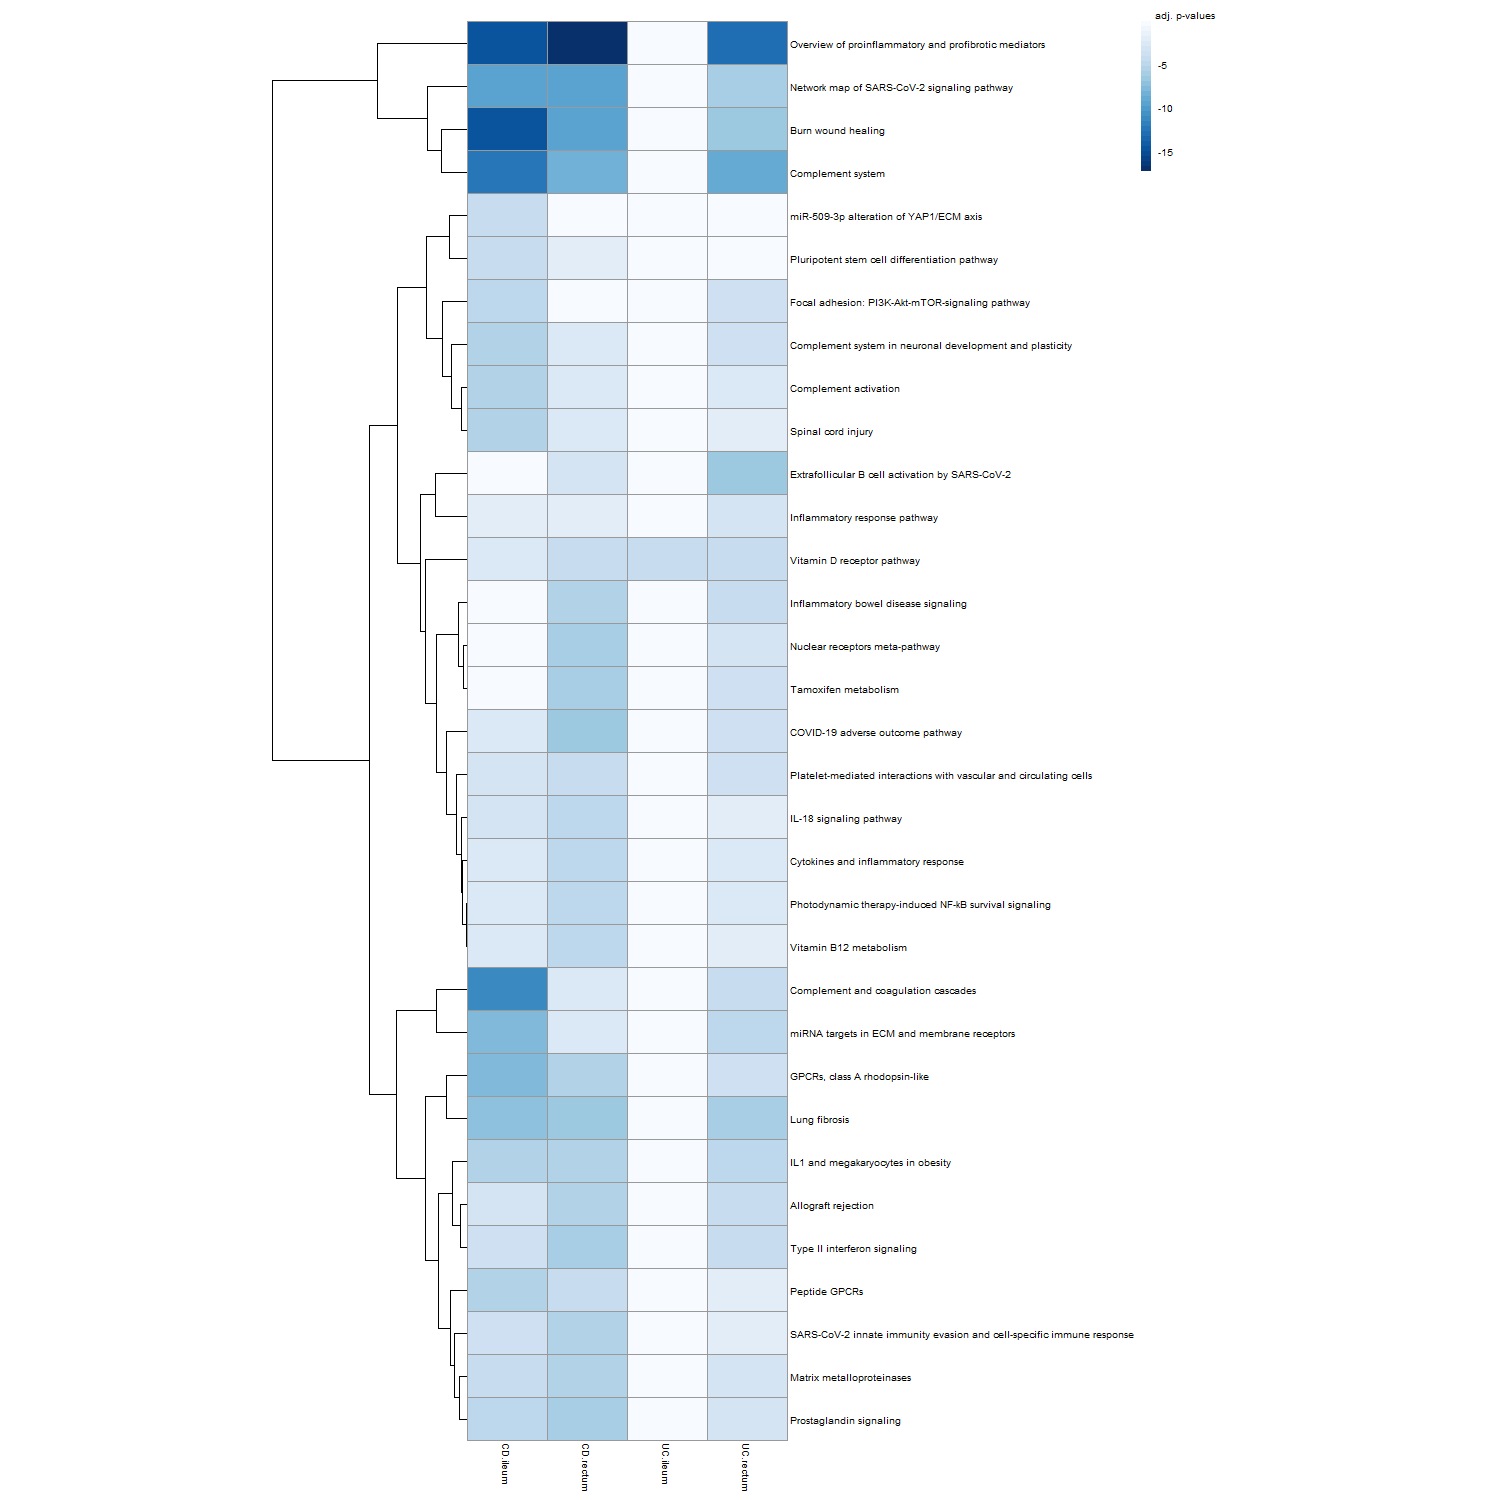 adj. p-values
-5
-10
-15
Overview of proinflammatory and profibrotic mediators
Network map of SARS-CoV-2 signaling pathway
Burn wound healing
Complement system
miR-509-3p alteration of YAP1/ECM axis
Pluripotent stem cell differentiation pathway
Focal adhesion: PI3K-Akt-mTOR-signaling pathway
Complement system in neuronal development and plasticity
Complement activation
Spinal cord injury
Extrafollicular B cell activation by SARS-CoV-2
Inflammatory response pathway
Vitamin D receptor pathway
Inflammatory bowel disease signaling
Nuclear receptors meta-pathway
Tamoxifen metabolism
COVID-19 adverse outcome pathway
Platelet-mediated interactions with vascular and circulating cells
IL-18 signaling pathway
Cytokines and inflammatory response
Photodynamic therapy-induced NF-kB survival signaling
Vitamin B12 metabolism
Complement and coagulation cascades
miRNA targets in ECM and membrane receptors
GPCRs, class A rhodopsin-like
Lung fibrosis
IL1 and megakaryocytes in obesity
Allograft rejection
Type II interferon signaling
Peptide GPCRs
SARS-CoV-2 innate immunity evasion and cell-specific immune response
Matrix metalloproteinases
Prostaglandin signaling
CD.ileum
CD.rectum
UC.ileum
UC.rectum